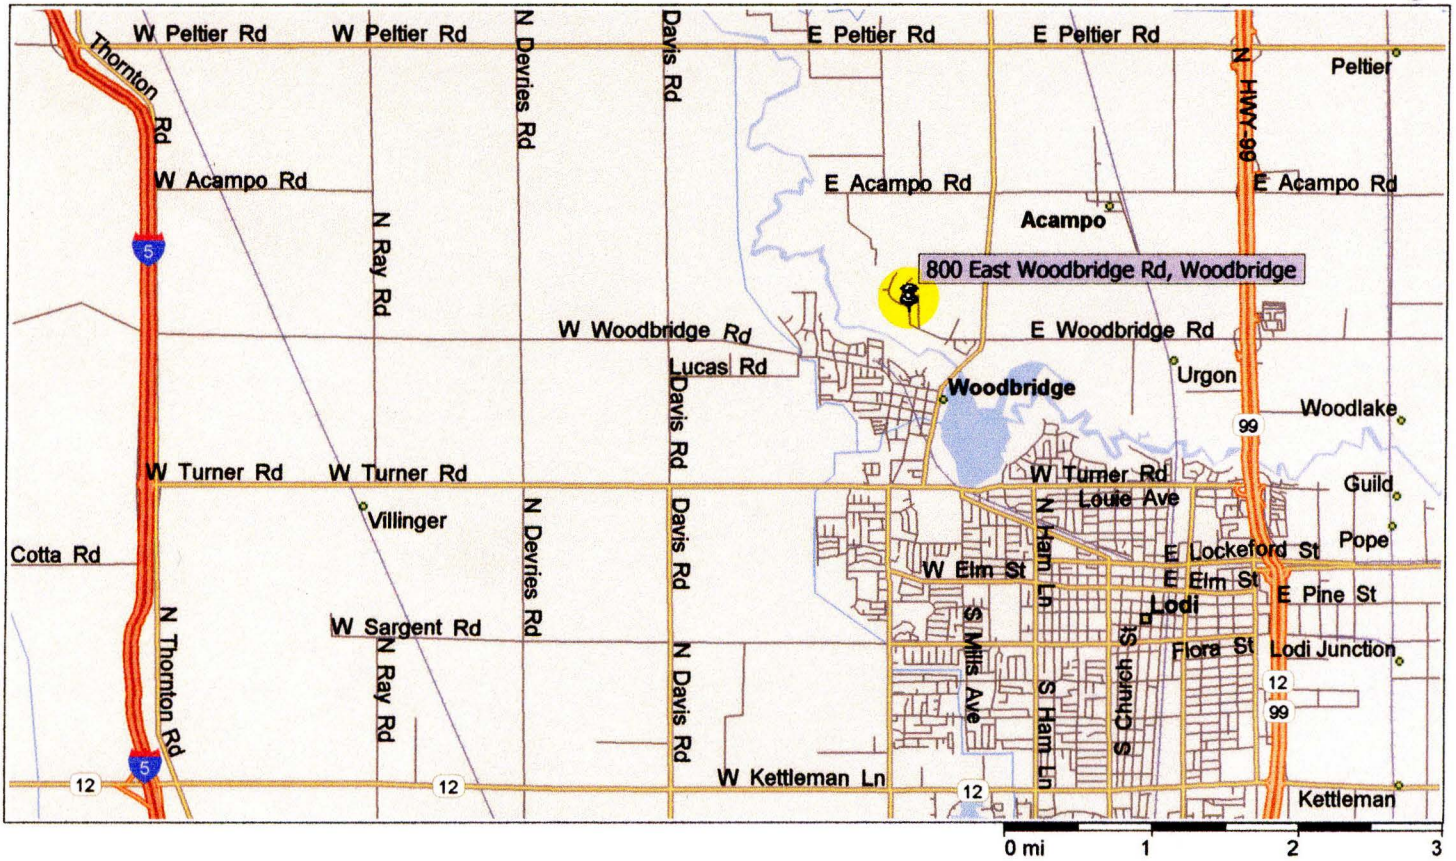 W Peltier Rd
W Peltier Rd
E Peltier Rd
E Peltier Rd
Thornton Rd
N Devries Rd
Davis Rd
N HWY-99
Peltier
W Acampo Rd
E Acampo Rd
E Acampo Rd
Acampo
N Ray Rd
5
800 East Woodbridge Rd, Woodbridge
W Woodbridge Rd
E Woodbridge Rd
Lucas Rd
Urgon
Davis Rd
Woodbridge
Woodlake
99
W Turner Rd
W Turner Rd
W Turner Rd
Louie Ave
Guild
Villinger
N Devries Rd
Davis Rd
N Ham Ln
Pope
Cotta Rd
E Lockeford St
W Elm St
E Elm St
E Pine St
Lodi
N Thornton Rd
W Sargent Rd
N Ray Rd
N Davis Rd
S Mills Ave
S Ham Ln
S Church St
Flora St
Lodi Junction
12
99
5
12
12
W Kettleman Ln
12
Kettleman
0 mi 1 2 3